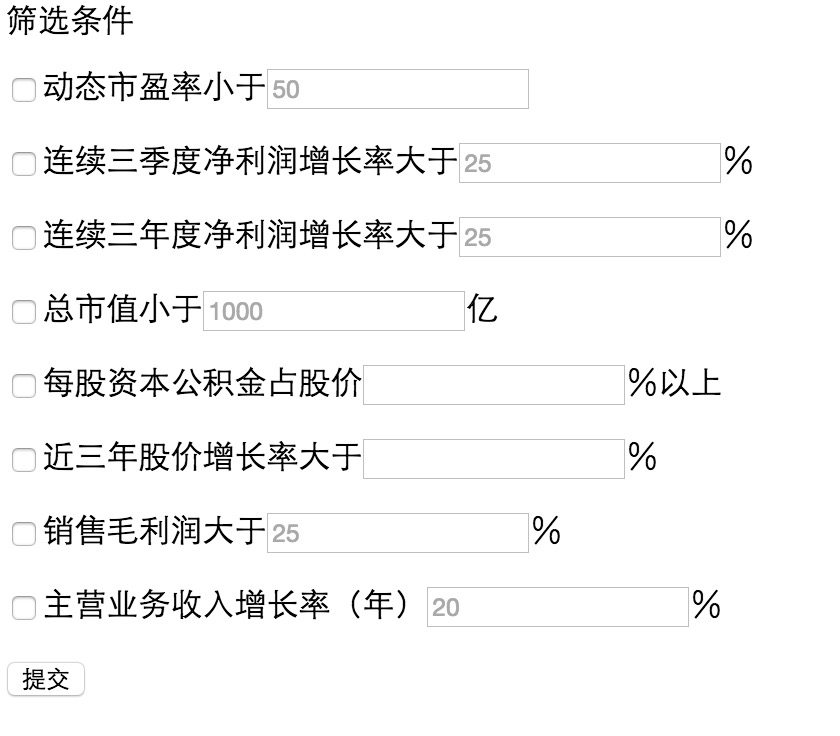 筛选条件
动态市盈率小于 50
连续三季度净利润增长率大于 25 %
连续三年度净利润增长率大于 25 %
总市值小于 1000 亿
每股资本公积金占股价 %以上
近三年股价增长率大于 %
销售毛利润大于 25 %
主营业务收入增长率（年） 20 %
提交